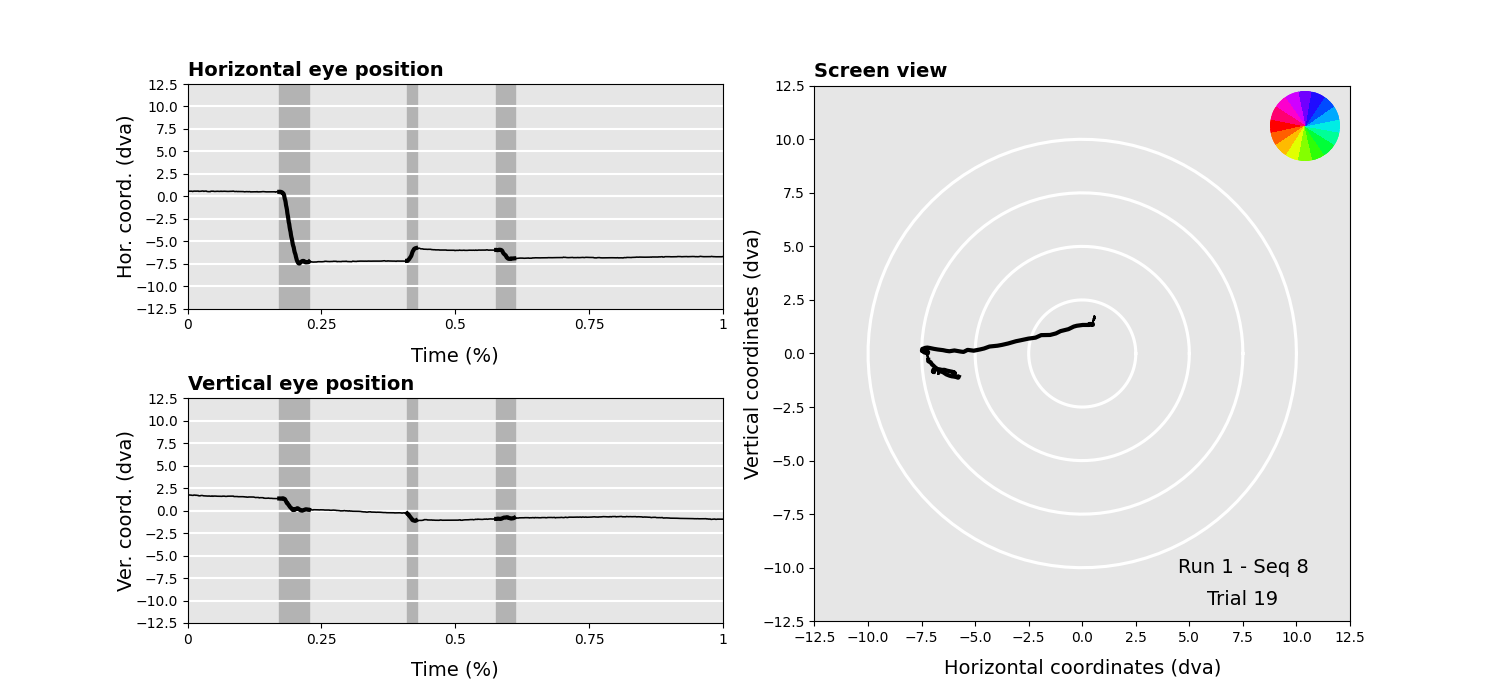 Horizontal eye position
Hor. coord. (dva)
12.5
10.0
7.5
5.0
2.5
0.0
−2.5
−5.0
−7.5
−10.0
−12.5
0 0.25 0.5 0.75 1
Time (%)
Vertical eye position
Ver. coord. (dva)
12.5
10.0
7.5
5.0
2.5
0.0
−2.5
−5.0
−7.5
−10.0
−12.5
0 0.25 0.5 0.75 1
Time (%)
Screen view
Vertical coordinates (dva)
12.5
10.0
7.5
5.0
2.5
0.0
−2.5
−5.0
−7.5
−10.0
−12.5
Run 1 - Seq 8
Trial 19
−12.5 −10.0 −7.5 −5.0 −2.5 0.0 2.5 5.0 7.5 10.0 12.5
Horizontal coordinates (dva)